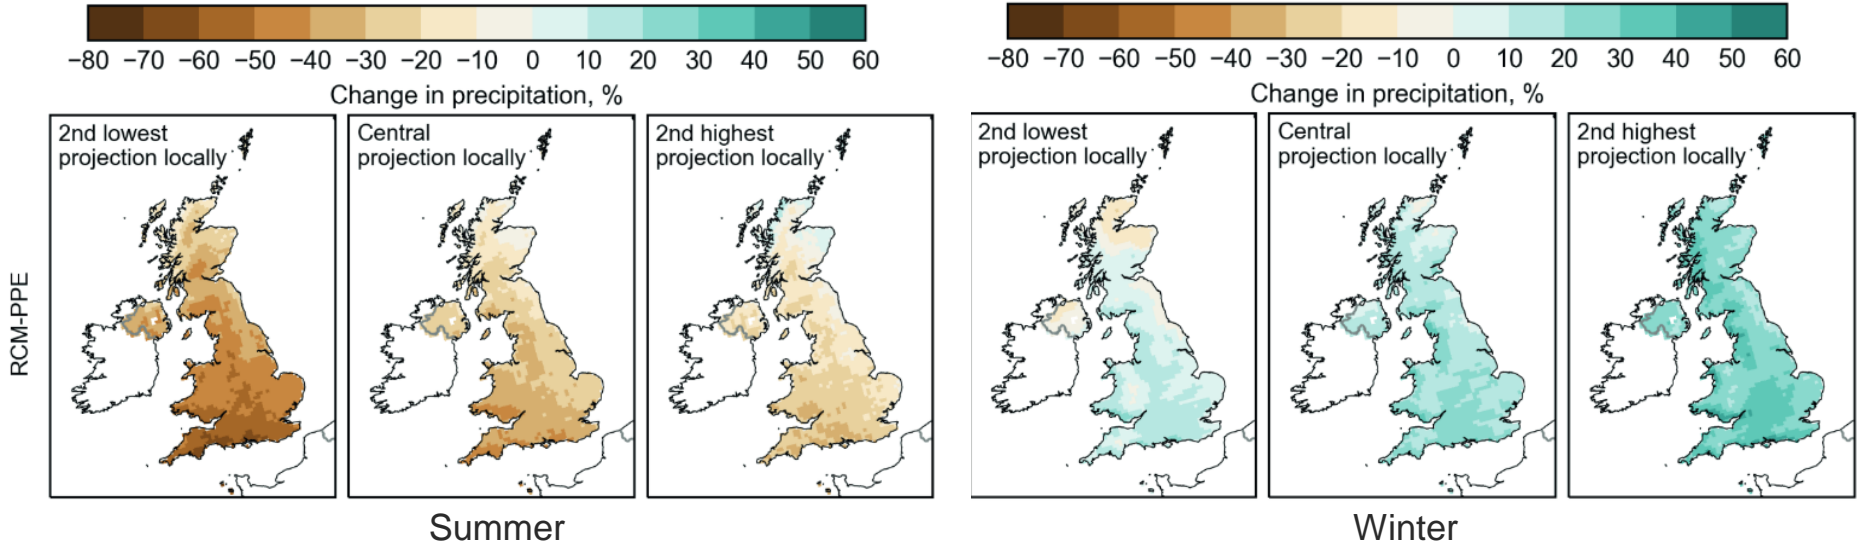 −80 −70 −60 −50 −40 −30 −20 −10 0 10 20 30 40 50 60
Change in precipitation, %
2nd lowest
projection locally
Central
projection locally
2nd highest
projection locally
RCM-PPE
Summer
−80 −70 −60 −50 −40 −30 −20 −10 0 10 20 30 40 50 60
Change in precipitation, %
2nd lowest
projection locally
Central
projection locally
2nd highest
projection locally
Winter